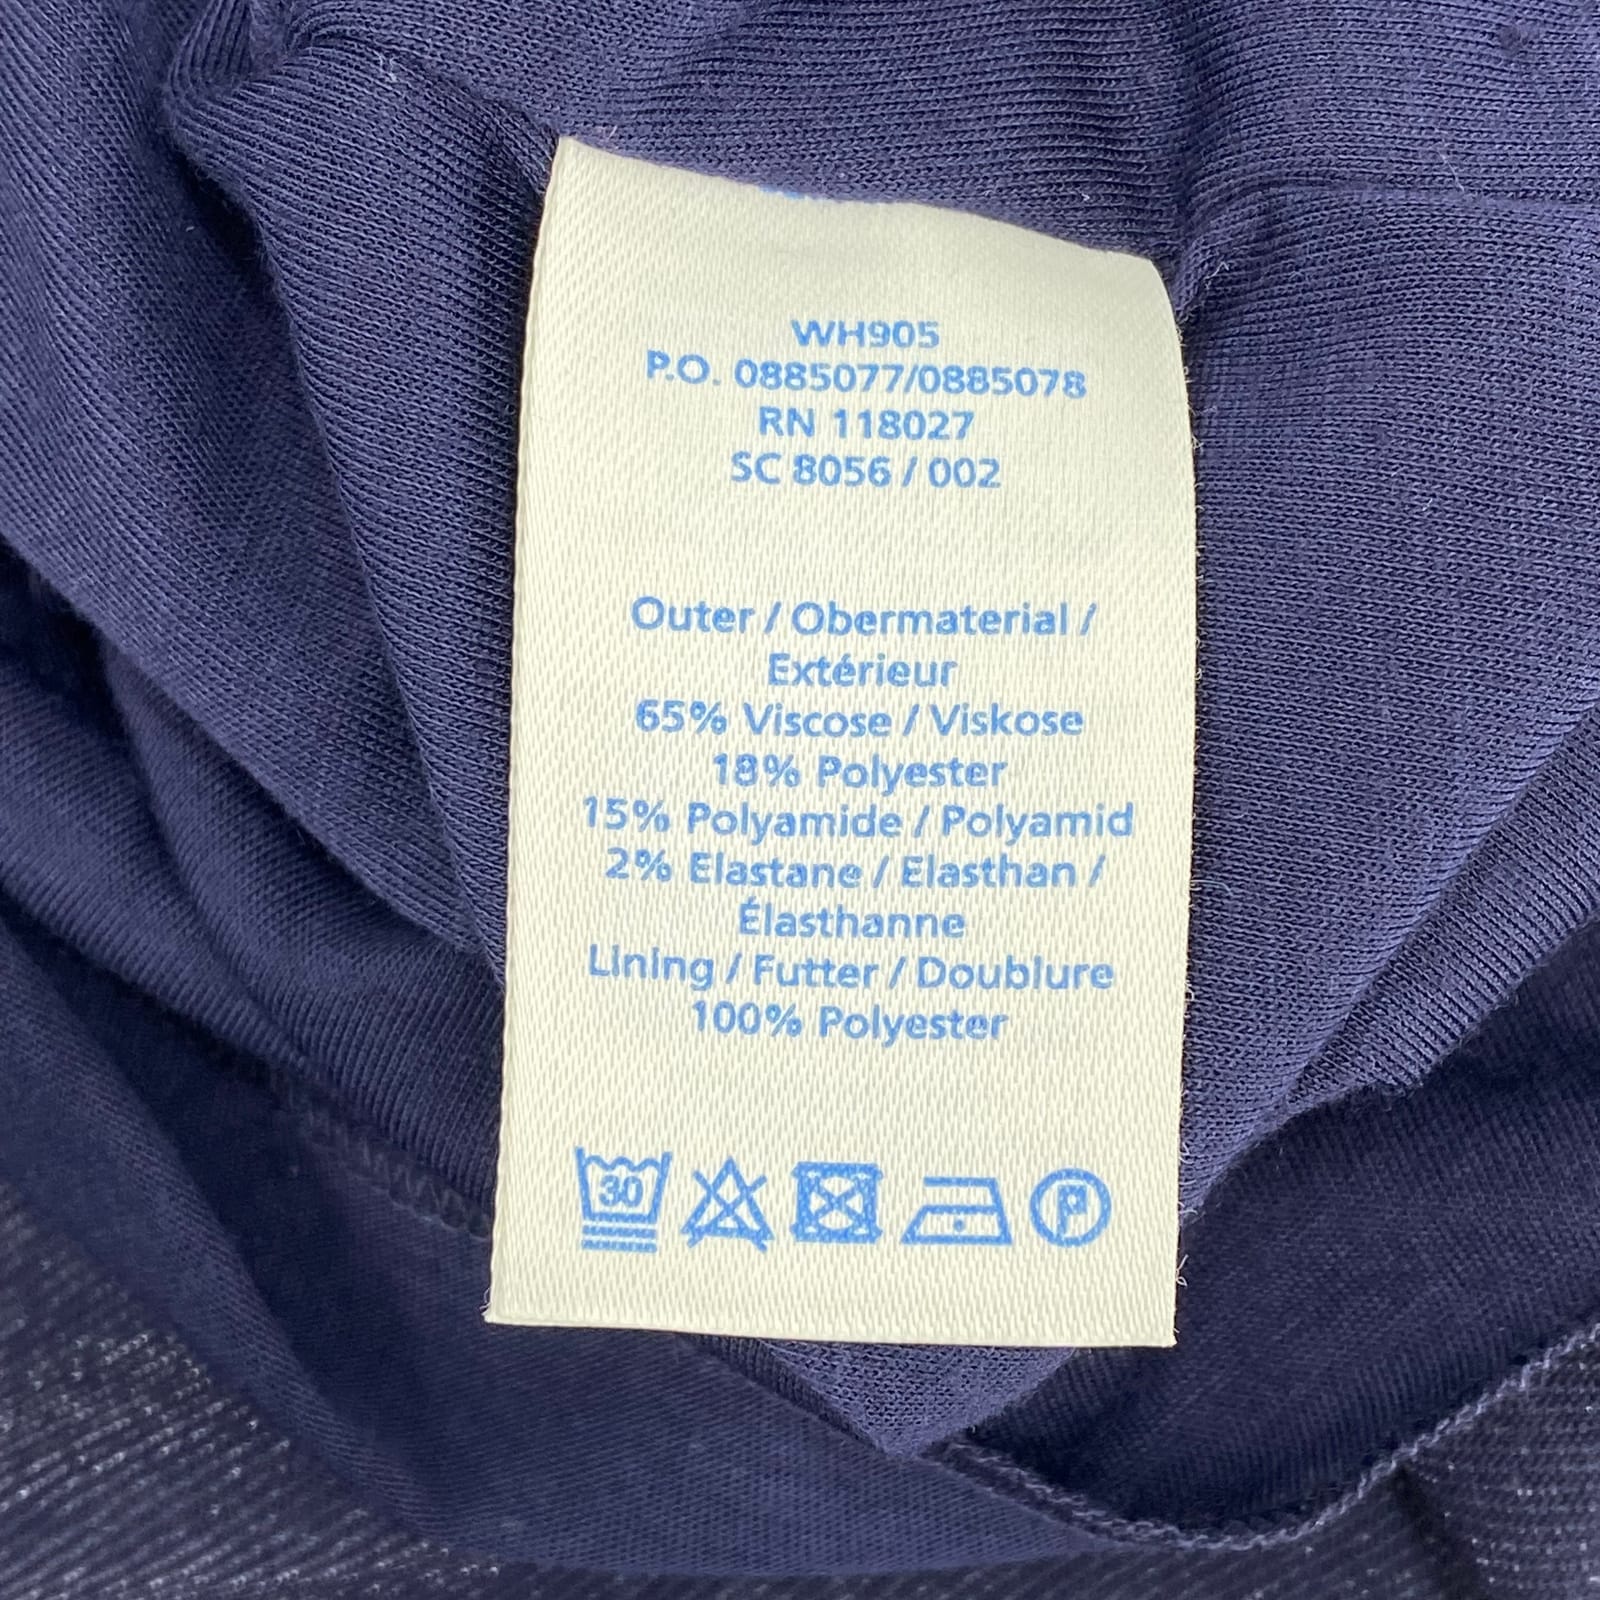 WH905
P.O. 0885077/0885078
RN 118027
SC 8056 / 002
Outer / Obermaterial /
Extérieur
65% Viscose / Viskose
18% Polyester
15% Polyamide / Polyamid
2% Elastane / Elasthan /
Élasthanne
Lining / Futter / Doublure
100% Polyester
30 P